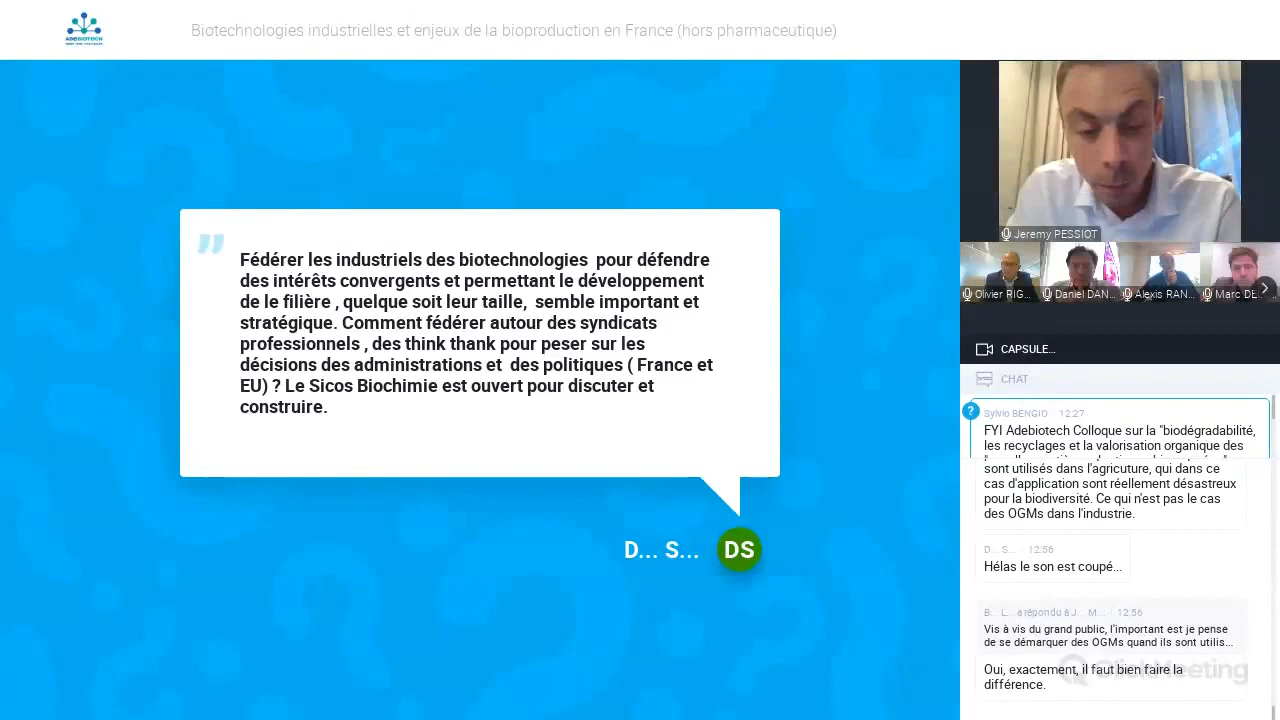 ADEBIOTECH
Biotechnologies industrielles et enjeux de la bioproduction en France (hors pharmaceutique)
Fédérer les industriels des biotechnologies  pour défendre
des intérêts convergents et permettant le développement
de le filière , quelque soit leur taille,  semble important et
stratégique. Comment fédérer autour des syndicats
professionnels , des think thank pour peser sur les
décisions des administrations et  des politiques ( France et
EU) ? Le Sicos Biochimie est ouvert pour discuter et
construire.
D... S...
DS
Jeremy PESSIOT
Olivier RIG...
Daniel DAN...
Alexis RAN...
Marc DE
CAPSULE...
CHAT
?
Sylvio BENGIO 12:27
FYI Adebiotech Colloque sur la "biodégradabilité,
les recyclages et la valorisation organique des
sont utilisés dans l'agricuture, qui dans ce
cas d'application sont réellement désastreux
pour la biodiversité. Ce qui n'est pas le cas
des OGMs dans l'industrie.
D... S... 12:56
Hélas le son est coupé...
B... L... a répondu à J... M... 12:56
Vis à vis du grand public, l'important est je pense
de se démarquer des OGMs quand ils sont utilis...
Oui, exactement, il faut bien faire la
différence.
ClickMeeting